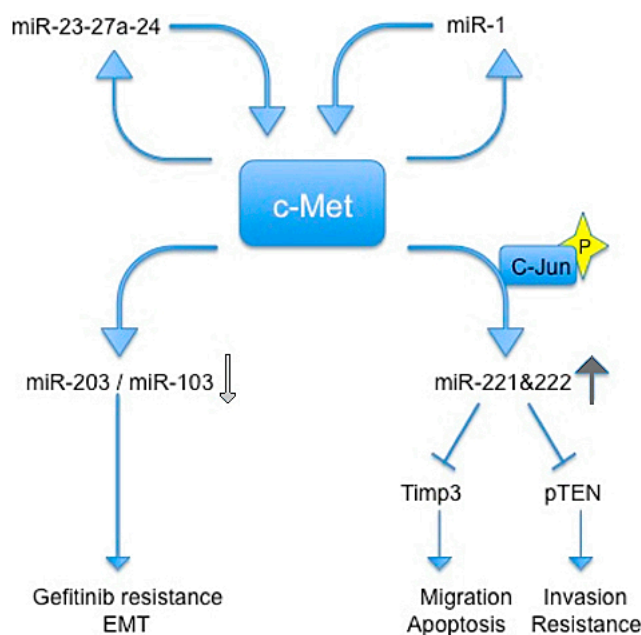 miR-23-27a-24
miR-1
c-Met
P
C-Jun
miR-203 / miR-103
miR-221&222
Timp3
pTEN
Gefitinib resistance
EMT
Migration
Apoptosis
Invasion
Resistance